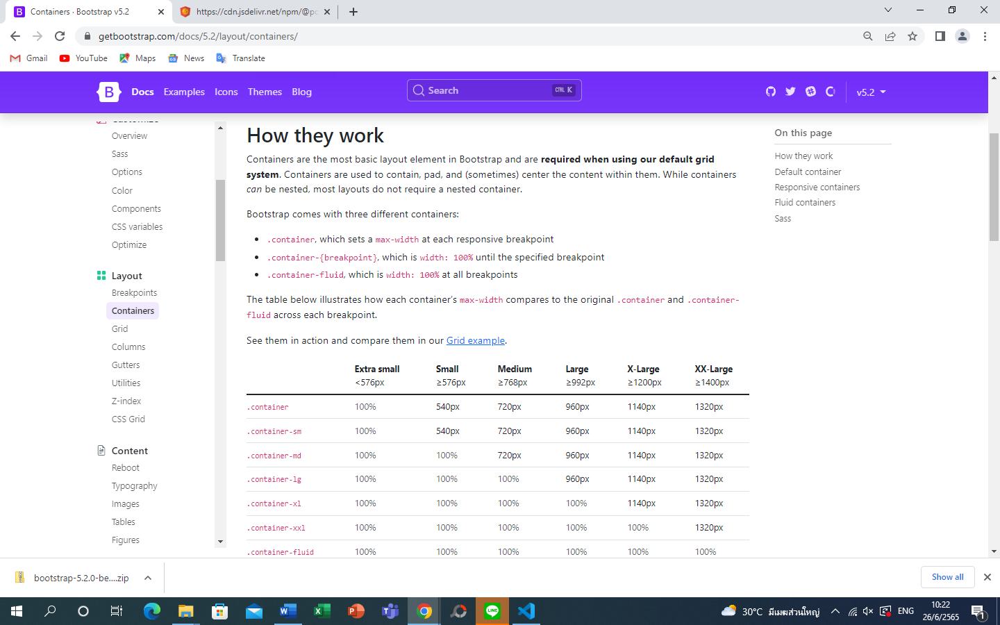 Containers · Bootstrap v5.2
https://cdn.jsdelivr.net/npm/@po
getbootstrap.com/docs/5.2/layout/containers/
Gmail
YouTube
Maps
News
Translate
B
Docs
Examples
Icons
Themes
Blog
Search
CTRL K
v5.2
Customize
Overview
Sass
Options
Color
Components
CSS variables
Optimize
Layout
Breakpoints
Containers
Grid
Columns
Gutters
Utilities
Z-index
CSS Grid
Content
Reboot
Typography
Images
Tables
Figures
How they work
Containers are the most basic layout element in Bootstrap and are required when using our default grid
system. Containers are used to contain, pad, and (sometimes) center the content within them. While containers
can be nested, most layouts do not require a nested container.
Bootstrap comes with three different containers:
.container, which sets a max-width at each responsive breakpoint
.container-{breakpoint}, which is width: 100% until the specified breakpoint
.container-fluid, which is width: 100% at all breakpoints
The table below illustrates how each container's max-width compares to the original .container and .container-
fluid across each breakpoint.
See them in action and compare them in our Grid example.
Extra small Small Medium Large X-Large XX-Large
<576px ≥576px ≥768px ≥992px ≥1200px ≥1400px
.container 100% 540px 720px 960px 1140px 1320px
.container-sm 100% 540px 720px 960px 1140px 1320px
.container-md 100% 100% 720px 960px 1140px 1320px
.container-lg 100% 100% 100% 960px 1140px 1320px
.container-xl 100% 100% 100% 100% 1140px 1320px
.container-xxl 100% 100% 100% 100% 100% 1320px
.container-fluid 100% 100% 100% 100% 100% 100%
On this page
How they work
Default container
Responsive containers
Fluid containers
Sass
bootstrap-5.2.0-be....zip
Show all
30°C มีเมฆส่วนใหญ่
ENG
10:22
26/6/2565
1